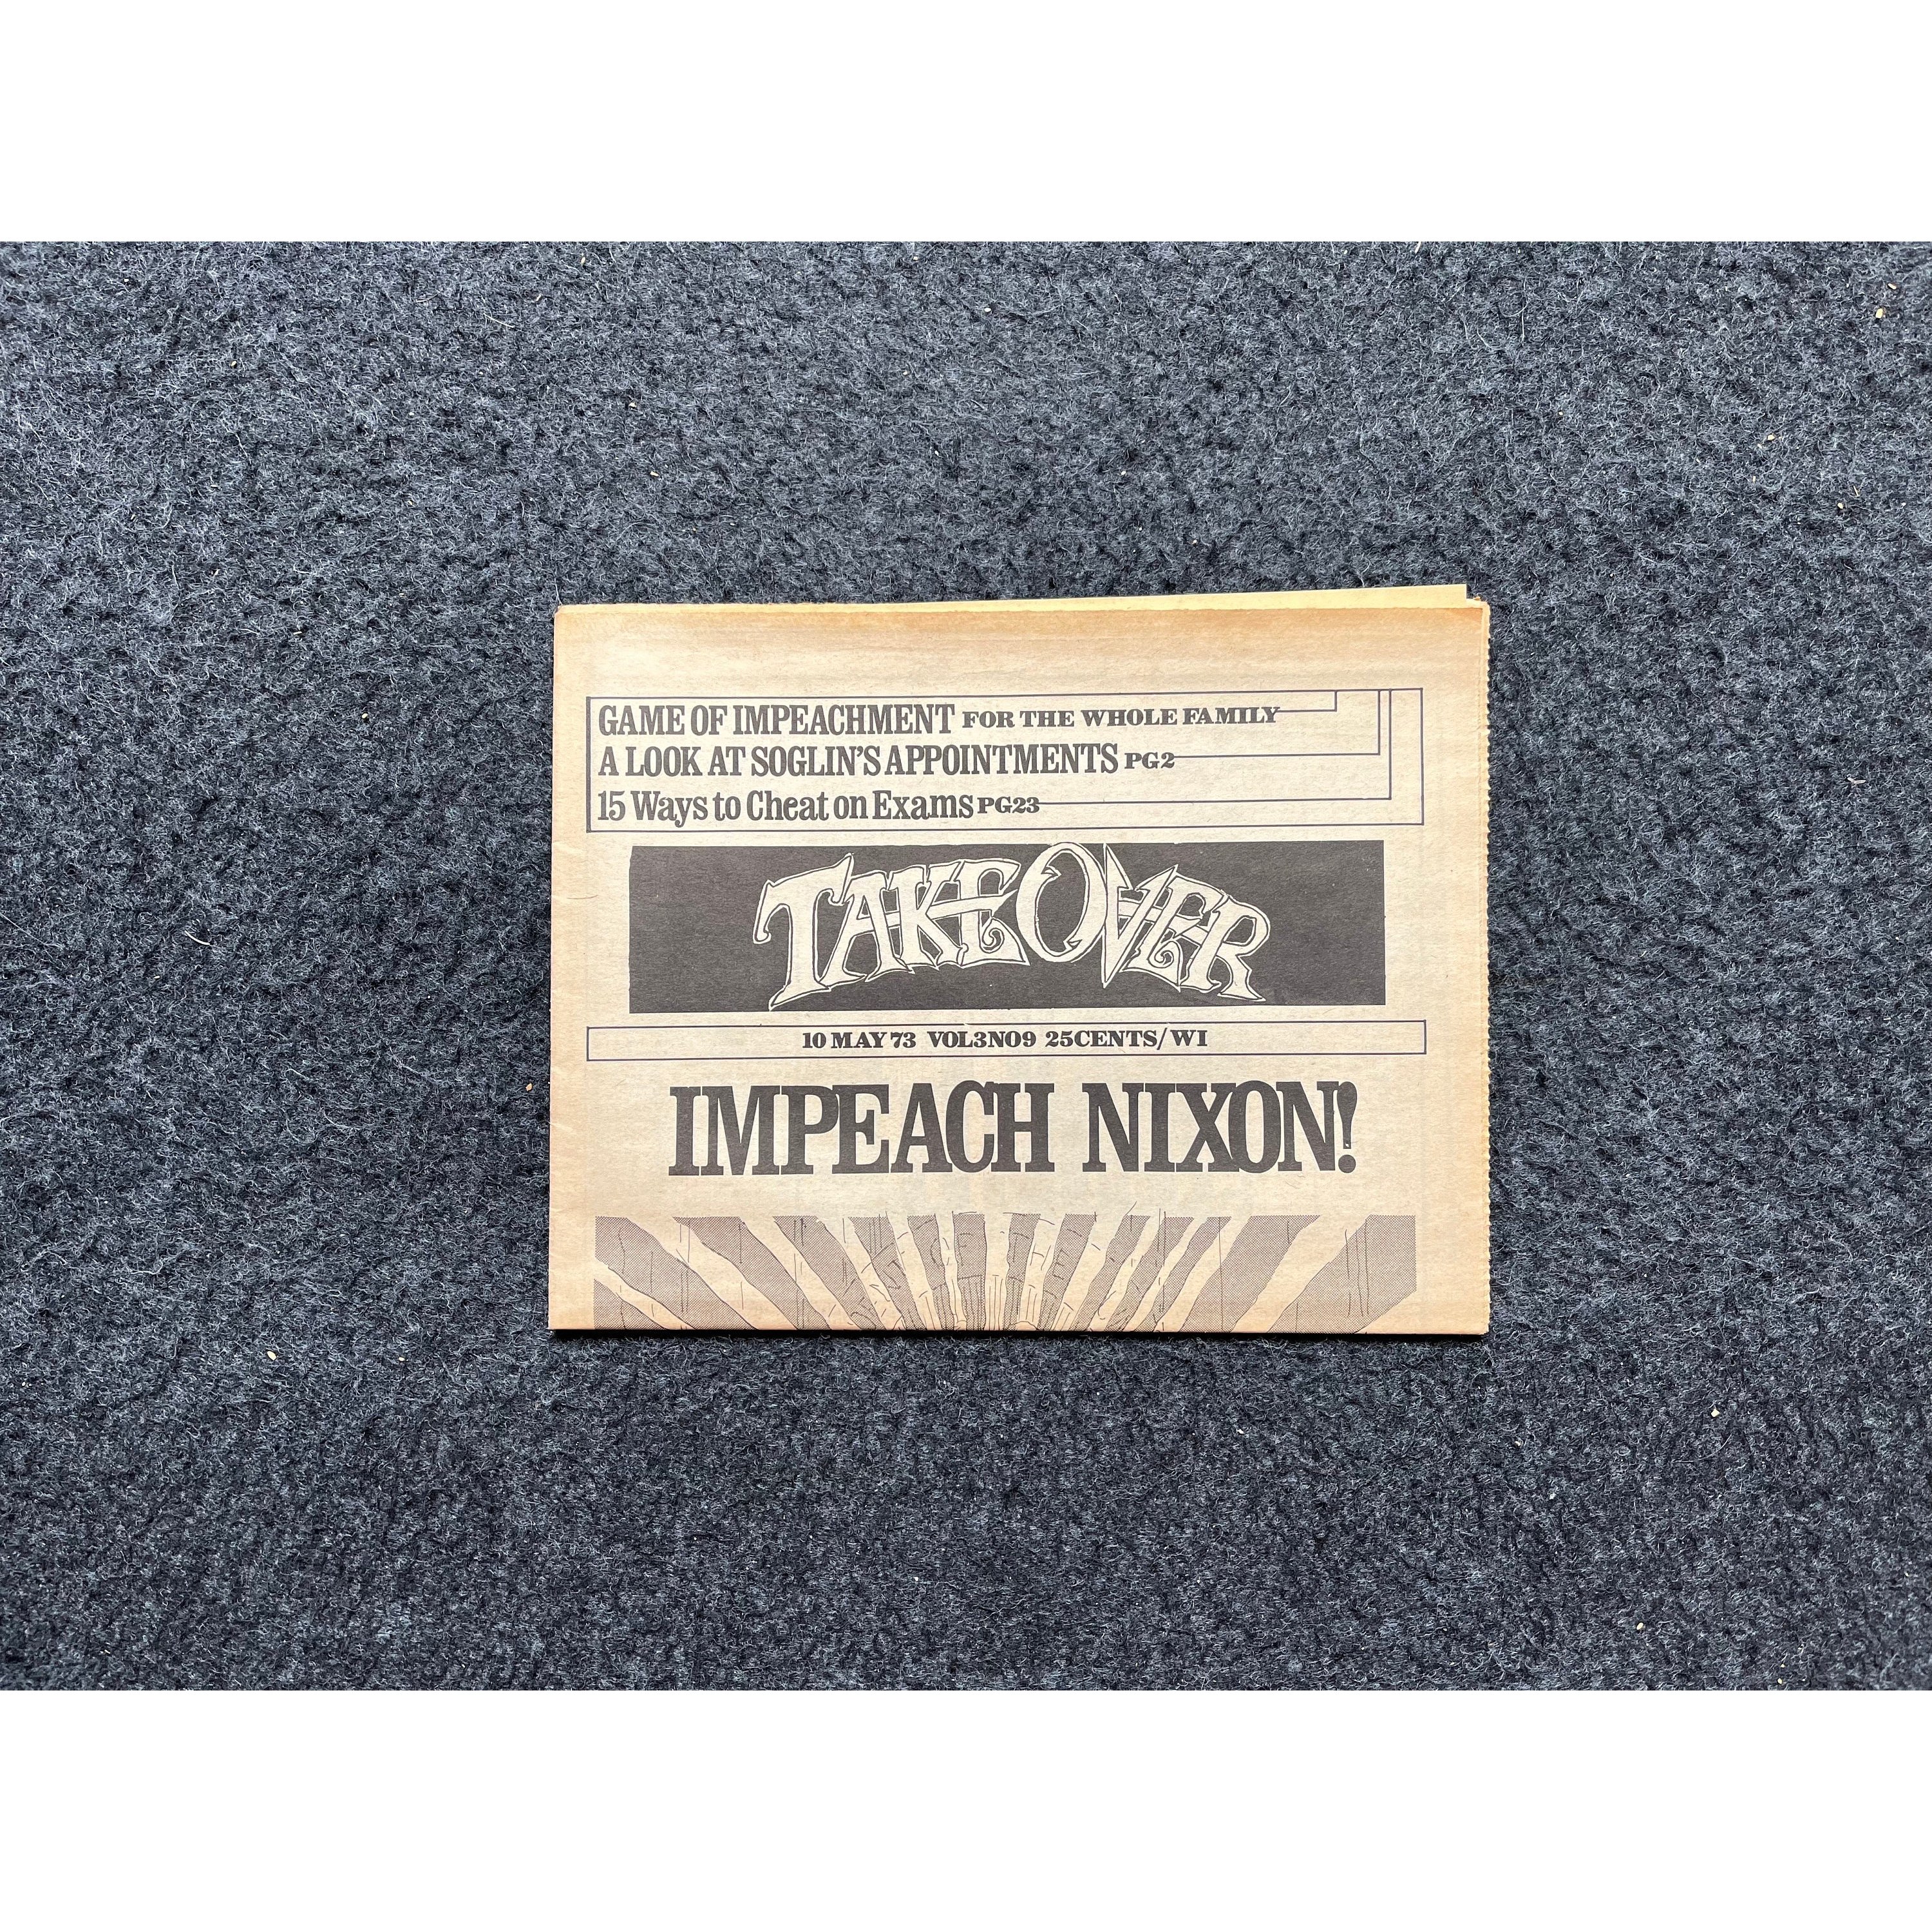 GAME OF IMPEACHMENT FOR THE WHOLE FAMILY
A LOOK AT SOGLIN'S APPOINTMENTS PG2
15 Ways to Cheat on Exams PG23
TAKEOVER
10 MAY 73 VOL3NO9 25CENTS/WI
IMPEACH NIXON!